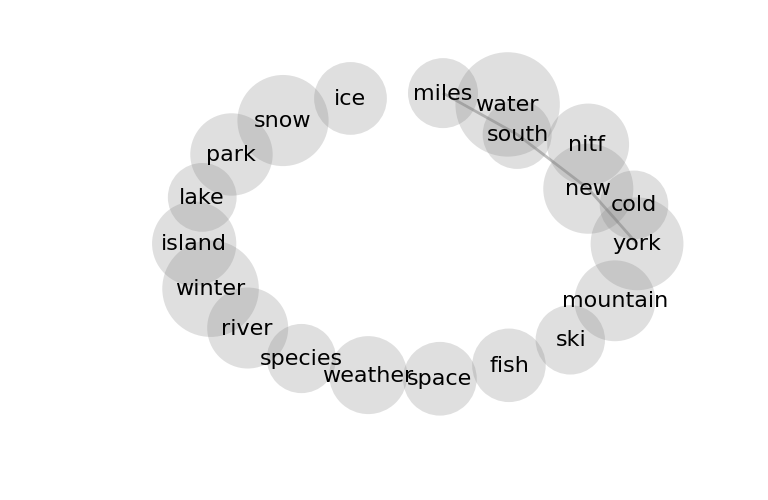 miles
ice
water
snow
south
nitf
park
new
lake
cold
island
york
winter
mountain
river
ski
species
fish
weather
space